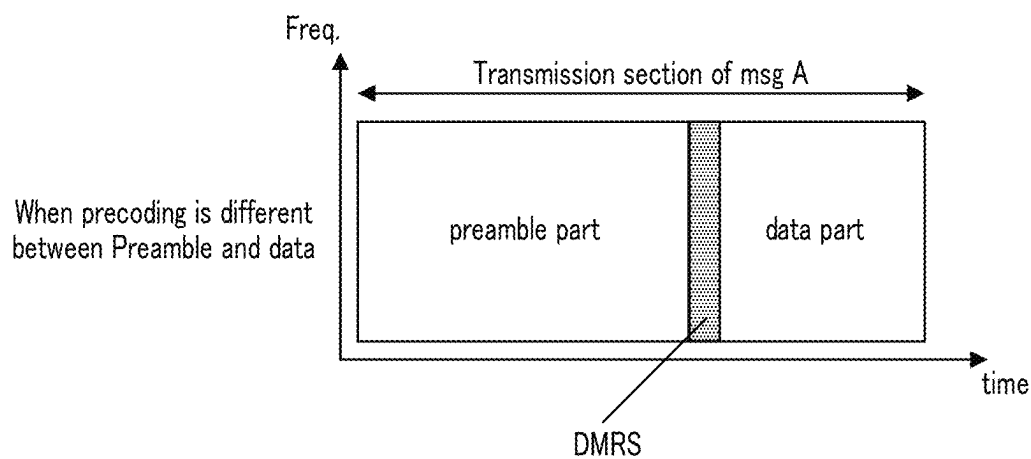 Freq.
Transmission section of msg A
When precoding is different
between Preamble and data
preamble part
data part
time
DMRS